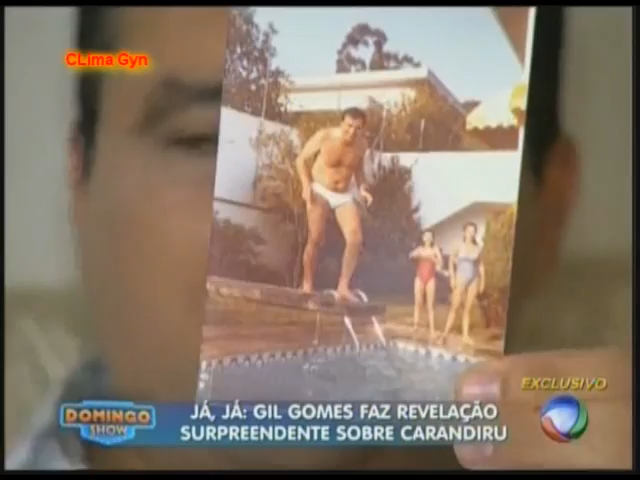 CLima Gyn
EXCLUSIVO
DOMINGO
SHOW
JÁ, JÁ: GIL GOMES FAZ REVELAÇÃO
SURPREENDENTE SOBRE CARANDIRU